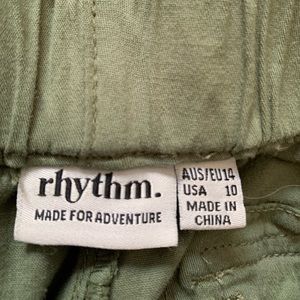 rhythm.
MADE FOR ADVENTURE
AUS/EU14
USA 10
MADE IN
CHINA